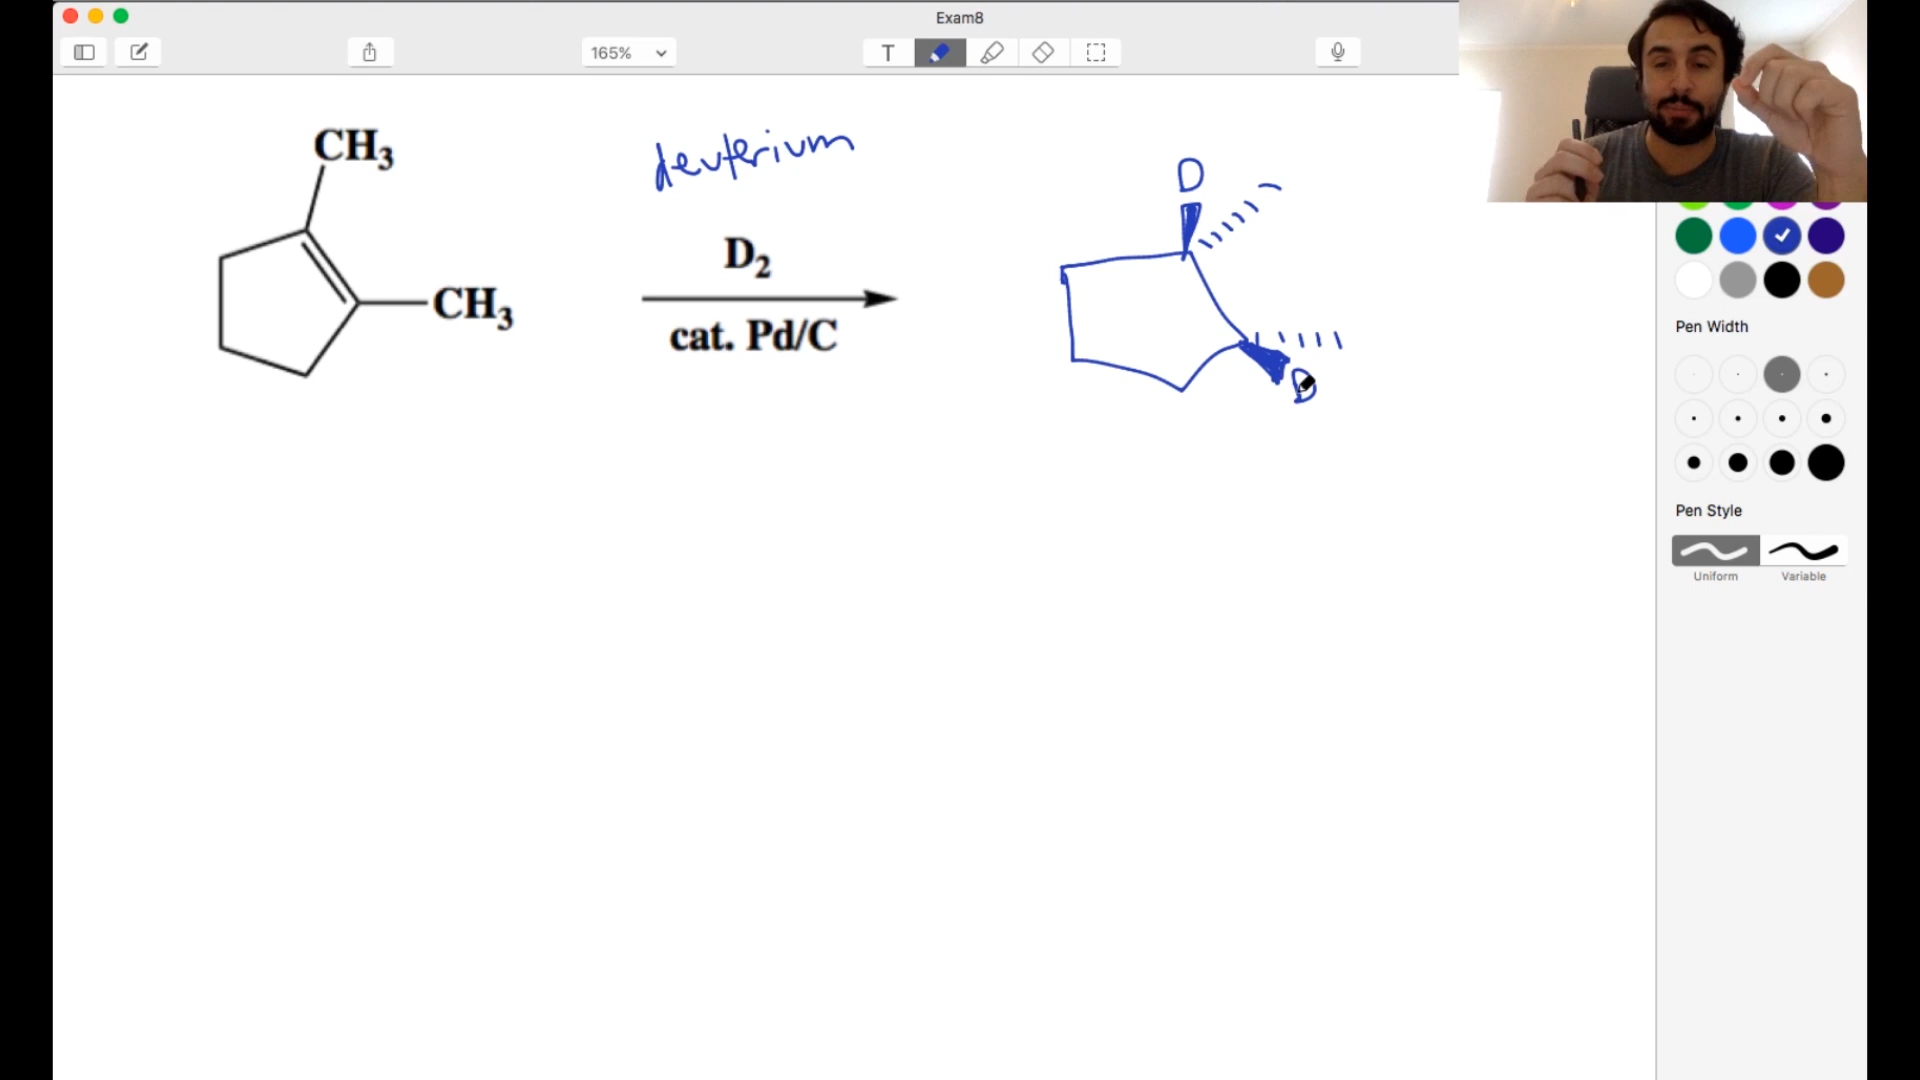 Exam8
165%
T
CH3
deuterium
D2
cat. Pd/C
CH3
D
D
Pen Width
Pen Style
Uniform
Variable